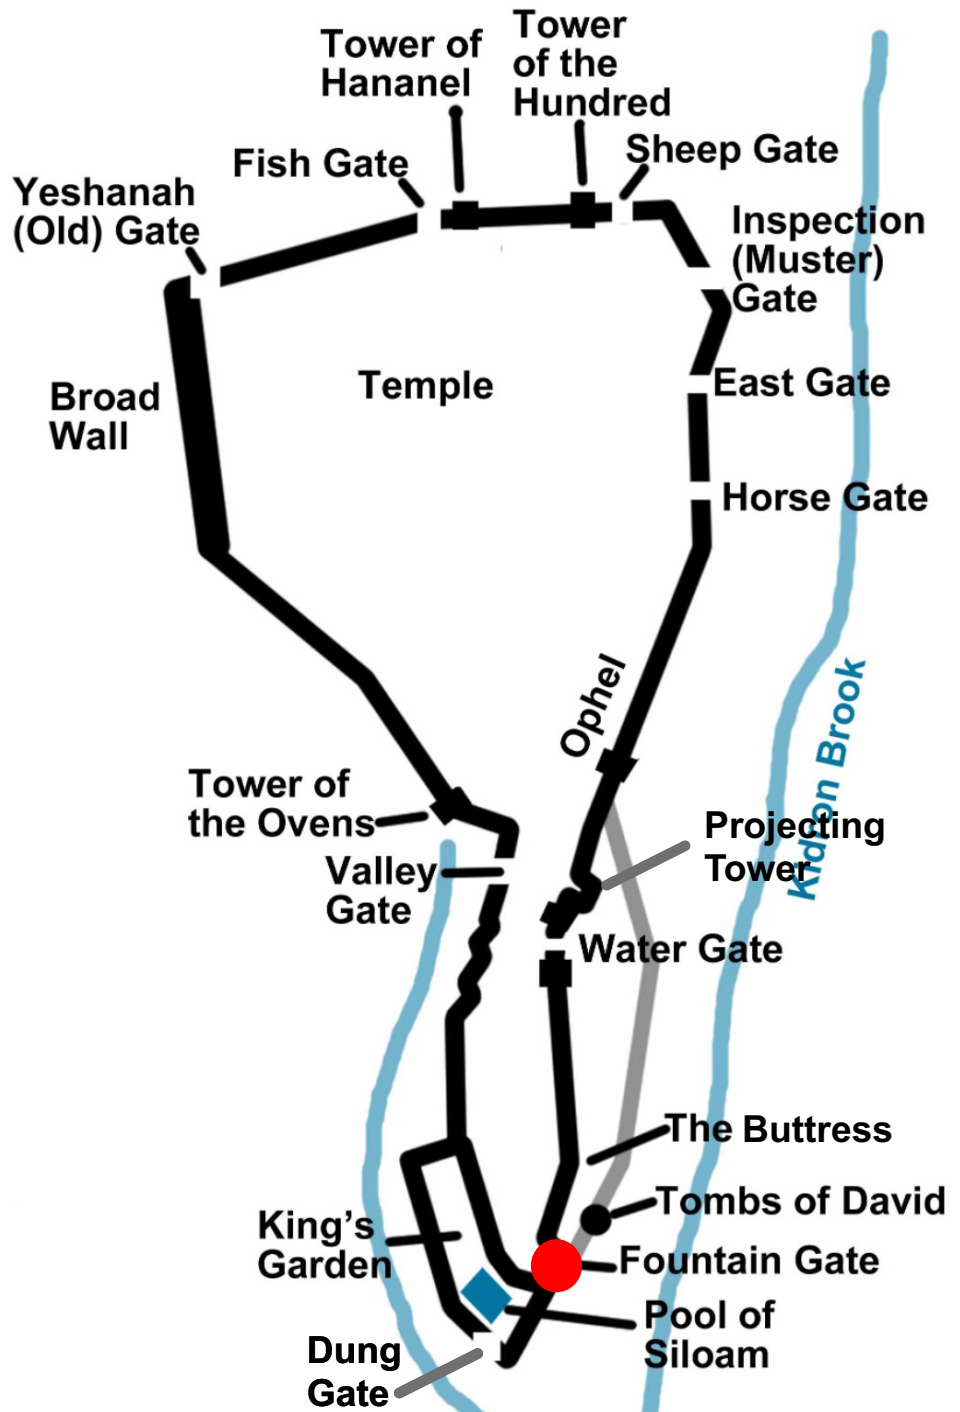 Tower of
Hananel
Tower
of the
Hundred
Fish Gate
Sheep Gate
Yeshanah
(Old) Gate
Inspection
(Muster)
Gate
Broad
Wall
Temple
East Gate
Horse Gate
Ophel
Kidron Brook
Tower of
the Ovens
Projecting
Tower
Valley
Gate
Water Gate
The Buttress
Tombs of David
King's
Garden
Fountain Gate
Pool of
Siloam
Dung
Gate